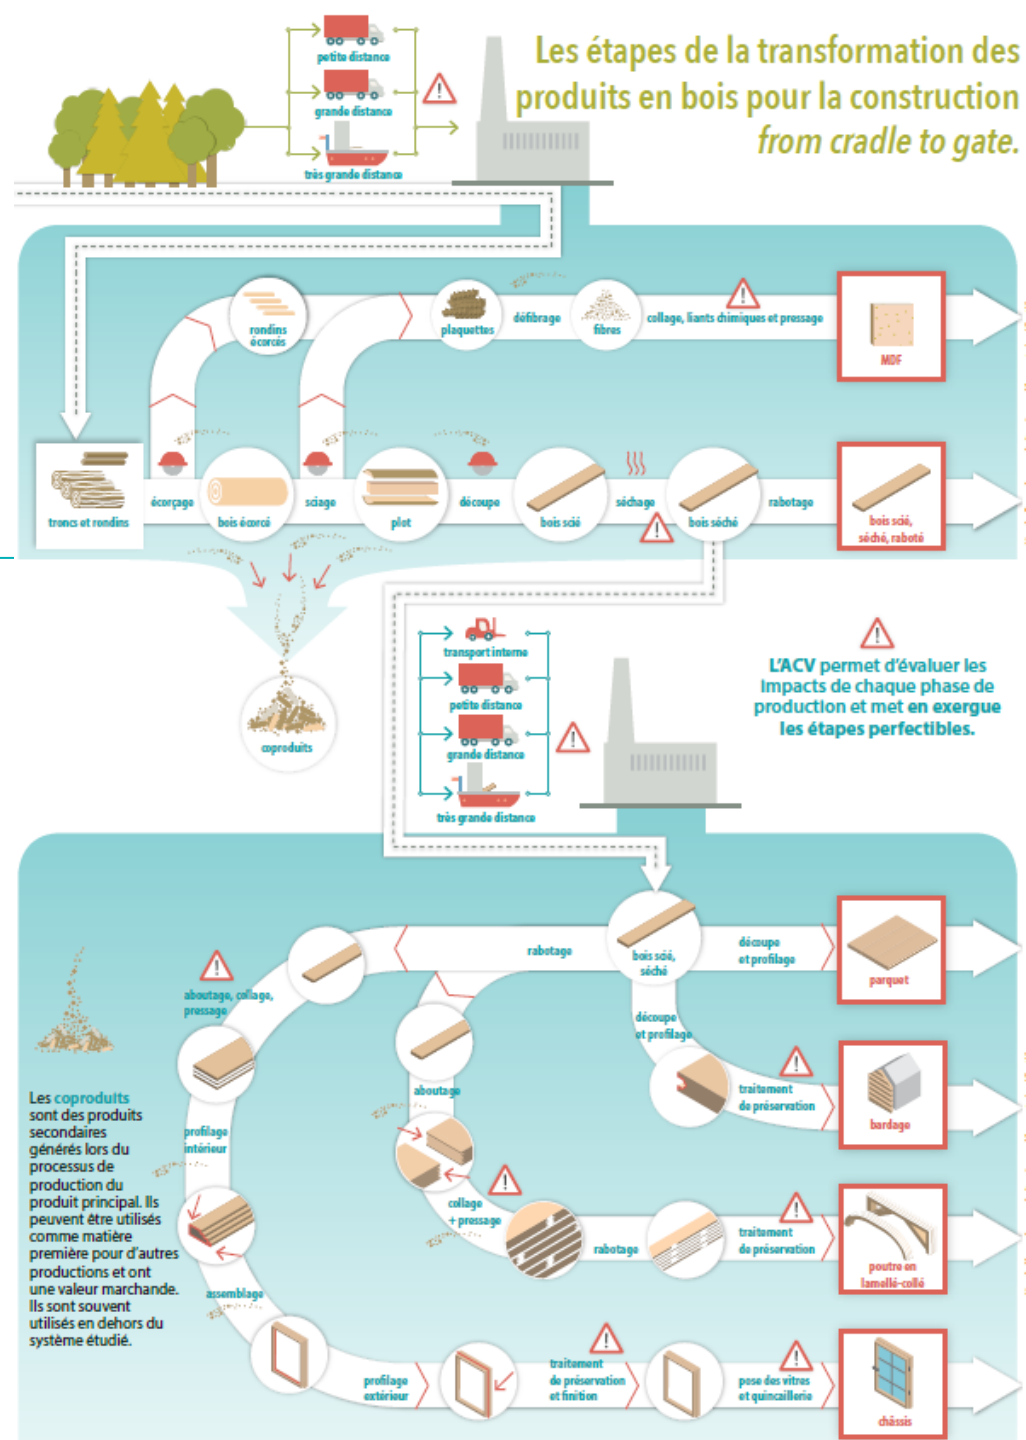 Les étapes de la transformation des
produits en bois pour la construction
from cradle to gate.
petite distance
grande distance
très grande distance
rondins
écorcés
plaquettes
défibrage
fibres
collage, liants chimiques et pressage
MDF
troncs et rondins
écorçage
bois écorcé
sciage
plot
découpe
bois scié
séchage
bois séché
rabotage
bois scié,
séché, raboté
coproduits
transport interne
petite distance
grande distance
très grande distance
L'ACV permet d'évaluer les
impacts de chaque phase de
production et met en exergue
les étapes perfectibles.
rabotage
bois scié,
séché
découpe
et profilage
parquet
aboutage, collage,
pressage
découpe
et profilage
aboutage
traitement
de préservation
bardage
Les coproduits
sont des produits
secondaires
générés lors du
processus de
production du
produit principal. Ils
peuvent être utilisés
comme matière
première pour d'autres
productions et ont
une valeur marchande.
Ils sont souvent
utilisés en dehors du
système étudié.
profilage
intérieur
collage
+ pressage
rabotage
traitement
de préservation
poutre en
lamellé-collé
assemblage
profilage
extérieur
traitement
de préservation
et finition
pose des vitres
et quincaillerie
châssis